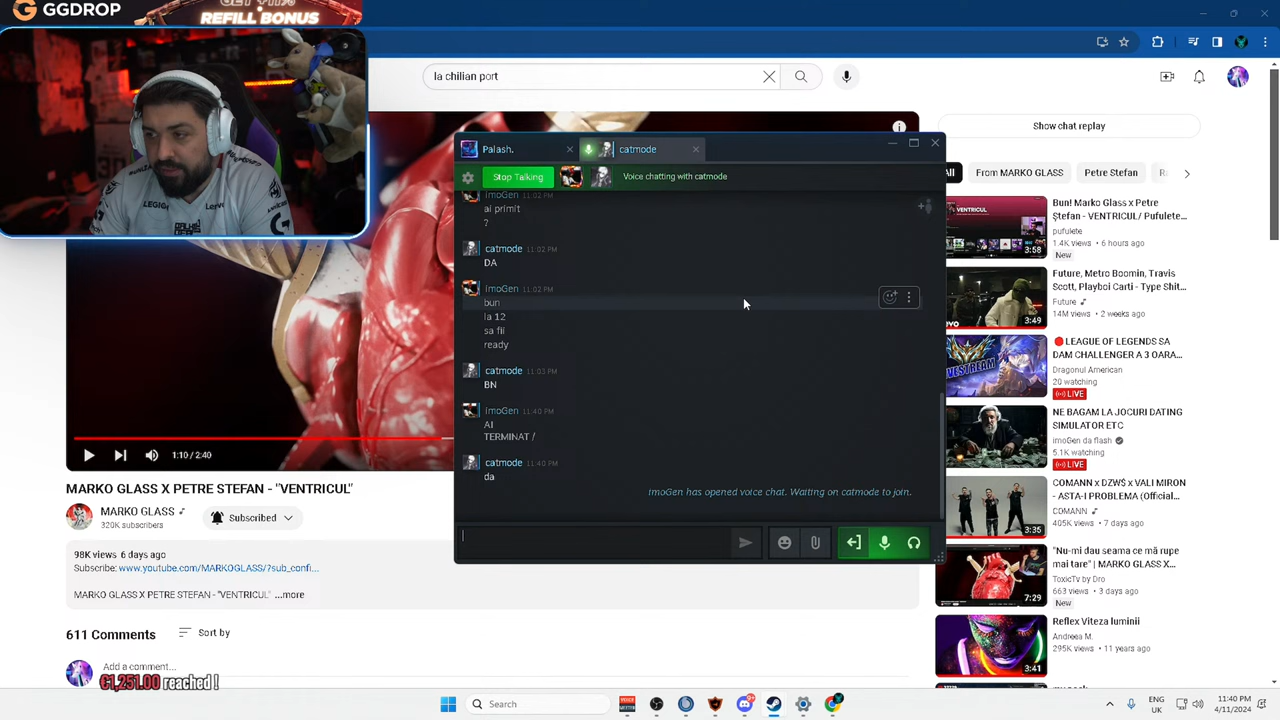 GGDROP
REFILL BONUS
la chilian port
Show chat replay
From MARKO GLASS
Petre Stefan
Palash.
catmode
Stop Talking
Voice chatting with catmode
imoGen 11:02 PM
ai primit
?
catmode 11:02 PM
DA
imoGen 11:02 PM
bun
la 12
sa fii
ready
catmode 11:03 PM
BN
imoGen 11:40 PM
AI
TERMINAT /
catmode 11:40 PM
da
imoGen has opened voice chat. Waiting on catmode to join.
1:10 / 2:40
MARKO GLASS X PETRE STEFAN - "VENTRICUL"
MARKO GLASS
320K subscribers
Subscribed
98K views 6 days ago
Subscribe: www.youtube.com/MARKOGLASS/?sub_confi...
MARKO GLASS X PETRE STEFAN - "VENTRICUL" ...more
611 Comments
Sort by
Add a comment...
€1,251.00 reached !
Bun! Marko Glass x Petre
Ștefan - VENTRICUL/ Pufulete...
pufulete
1.4K views • 6 hours ago
New
3:58
Future, Metro Boomin, Travis
Scott, Playboi Carti - Type Shit...
Future
14M views • 2 weeks ago
3:49
LEAGUE OF LEGENDS SA
DAM CHALLENGER A 3 OARA...
Dragonul American
20 watching
LIVE
LIVESTREAM
NE BAGAM LA JOCURI DATING
SIMULATOR ETC
imoGen da flash
5.1K watching
LIVE
COMANN x DZW$ x VALI MIRON
- ASTA-I PROBLEMA (Official...
COMANN
405K views • 7 days ago
3:35
"Nu-mi dau seama ce mă rupe
mai tare" | MARKO GLASS X...
ToxicTv by Dro
663 views • 3 days ago
New
7:29
Reflex Viteza luminii
Andreea M.
295K views • 11 years ago
3:41
Search
ENG
UK
11:40 PM
4/11/2024